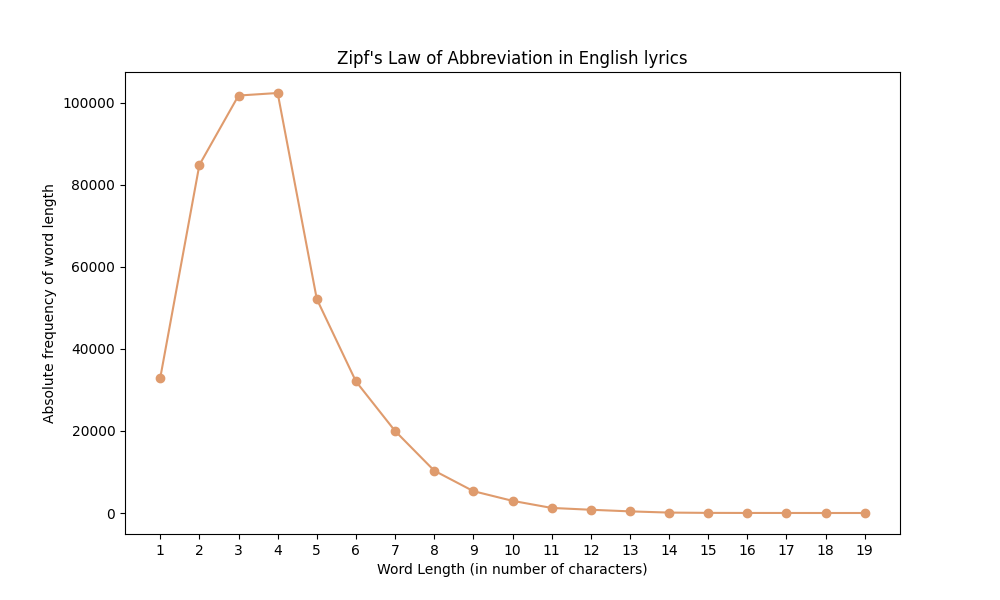 Zipf's Law of Abbreviation in English lyrics
Absolute frequency of word length
100000
80000
60000
40000
20000
0
1 2 3 4 5 6 7 8 9 10 11 12 13 14 15 16 17 18 19
Word Length (in number of characters)